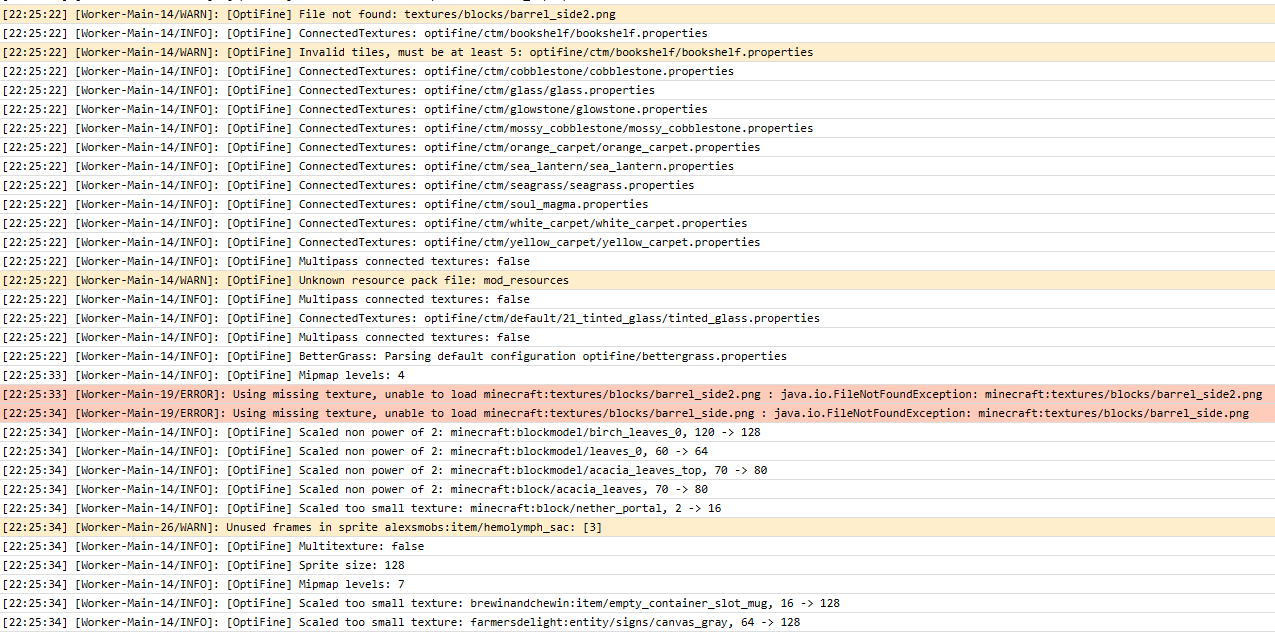 [22:25:22] [Worker-Main-14/WARN]: [OptiFine] File not found: textures/blocks/barrel_side2.png
[22:25:22] [Worker-Main-14/INFO]: [OptiFine] ConnectedTextures: optifine/ctm/bookshelf/bookshelf.properties
[22:25:22] [Worker-Main-14/WARN]: [OptiFine] Invalid tiles, must be at least 5: optifine/ctm/bookshelf/bookshelf.properties
[22:25:22] [Worker-Main-14/INFO]: [OptiFine] ConnectedTextures: optifine/ctm/cobblestone/cobblestone.properties
[22:25:22] [Worker-Main-14/INFO]: [OptiFine] ConnectedTextures: optifine/ctm/glass/glass.properties
[22:25:22] [Worker-Main-14/INFO]: [OptiFine] ConnectedTextures: optifine/ctm/glowstone/glowstone.properties
[22:25:22] [Worker-Main-14/INFO]: [OptiFine] ConnectedTextures: optifine/ctm/mossy_cobblestone/mossy_cobblestone.properties
[22:25:22] [Worker-Main-14/INFO]: [OptiFine] ConnectedTextures: optifine/ctm/orange_carpet/orange_carpet.properties
[22:25:22] [Worker-Main-14/INFO]: [OptiFine] ConnectedTextures: optifine/ctm/sea_lantern/sea_lantern.properties
[22:25:22] [Worker-Main-14/INFO]: [OptiFine] ConnectedTextures: optifine/ctm/seagrass/seagrass.properties
[22:25:22] [Worker-Main-14/INFO]: [OptiFine] ConnectedTextures: optifine/ctm/soul_magma.properties
[22:25:22] [Worker-Main-14/INFO]: [OptiFine] ConnectedTextures: optifine/ctm/white_carpet/white_carpet.properties
[22:25:22] [Worker-Main-14/INFO]: [OptiFine] ConnectedTextures: optifine/ctm/yellow_carpet/yellow_carpet.properties
[22:25:22] [Worker-Main-14/INFO]: [OptiFine] Multipass connected textures: false
[22:25:22] [Worker-Main-14/WARN]: [OptiFine] Unknown resource pack file: mod_resources
[22:25:22] [Worker-Main-14/INFO]: [OptiFine] Multipass connected textures: false
[22:25:22] [Worker-Main-14/INFO]: [OptiFine] ConnectedTextures: optifine/ctm/default/21_tinted_glass/tinted_glass.properties
[22:25:22] [Worker-Main-14/INFO]: [OptiFine] Multipass connected textures: false
[22:25:22] [Worker-Main-14/INFO]: [OptiFine] BetterGrass: Parsing default configuration optifine/bettergrass.properties
[22:25:33] [Worker-Main-14/INFO]: [OptiFine] Mipmap levels: 4
[22:25:33] [Worker-Main-19/ERROR]: Using missing texture, unable to load minecraft:textures/blocks/barrel_side2.png : java.io.FileNotFoundException: minecraft:textures/blocks/barrel_side2.png
[22:25:34] [Worker-Main-19/ERROR]: Using missing texture, unable to load minecraft:textures/blocks/barrel_side.png : java.io.FileNotFoundException: minecraft:textures/blocks/barrel_side.png
[22:25:34] [Worker-Main-14/INFO]: [OptiFine] Scaled non power of 2: minecraft:blockmodel/birch_leaves_0, 120 -> 128
[22:25:34] [Worker-Main-14/INFO]: [OptiFine] Scaled non power of 2: minecraft:blockmodel/leaves_0, 60 -> 64
[22:25:34] [Worker-Main-14/INFO]: [OptiFine] Scaled non power of 2: minecraft:blockmodel/acacia_leaves_top, 70 -> 80
[22:25:34] [Worker-Main-14/INFO]: [OptiFine] Scaled non power of 2: minecraft:block/acacia_leaves, 70 -> 80
[22:25:34] [Worker-Main-14/INFO]: [OptiFine] Scaled too small texture: minecraft:block/nether_portal, 2 -> 16
[22:25:34] [Worker-Main-26/WARN]: Unused frames in sprite alexsmobs:item/hemolymph_sac: [3]
[22:25:34] [Worker-Main-14/INFO]: [OptiFine] Multitexture: false
[22:25:34] [Worker-Main-14/INFO]: [OptiFine] Sprite size: 128
[22:25:34] [Worker-Main-14/INFO]: [OptiFine] Mipmap levels: 7
[22:25:34] [Worker-Main-14/INFO]: [OptiFine] Scaled too small texture: brewinandchewin:item/empty_container_slot_mug, 16 -> 128
[22:25:34] [Worker-Main-14/INFO]: [OptiFine] Scaled too small texture: farmersdelight:entity/signs/canvas_gray, 64 -> 128